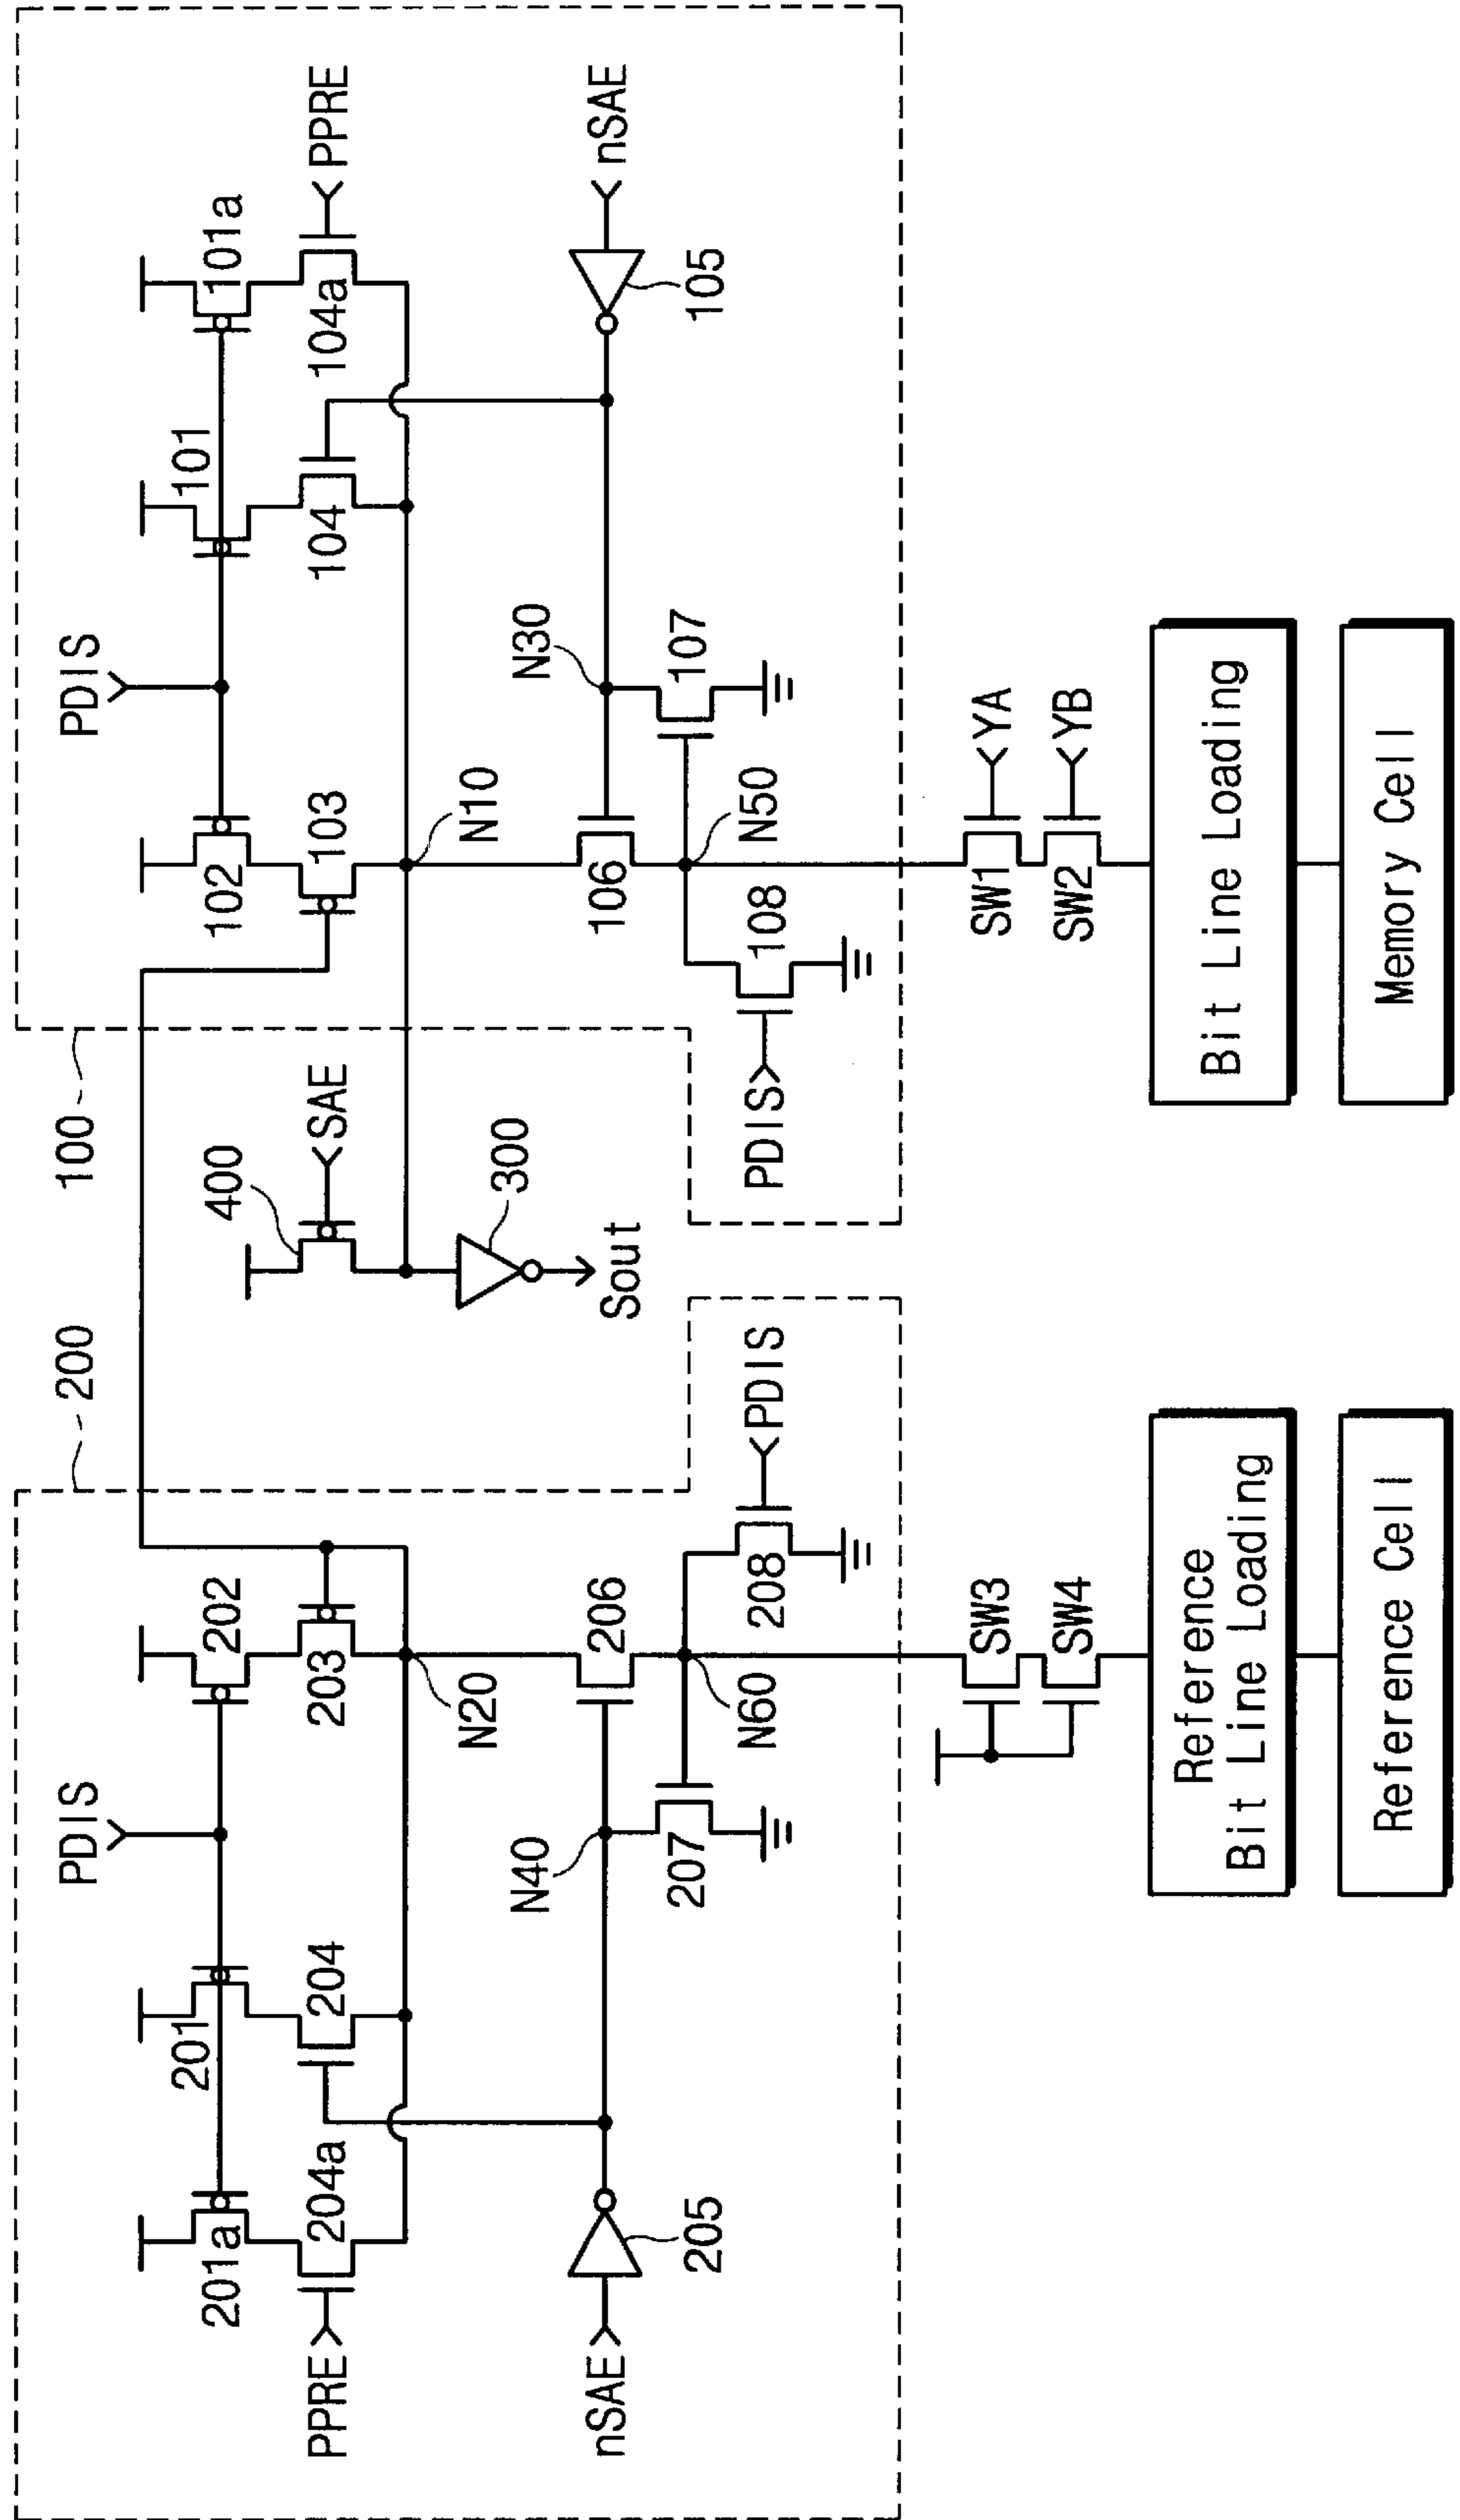 200
100
PDIS
PDIS
201a
201
202
400
SAE
102
101
101a
PPRE
204a
204
203
103
104
104a
PPRE
N20
N10
nSAE
205
N40
206
300
Sout
106
N30
105
nSAE
207
N60
208
PDIS
PDIS
108
N50
107
SW3
SW4
SW1
YA
SW2
YB
Reference
Bit Line Loading
Bit Line Loading
Reference Cell
Memory Cell